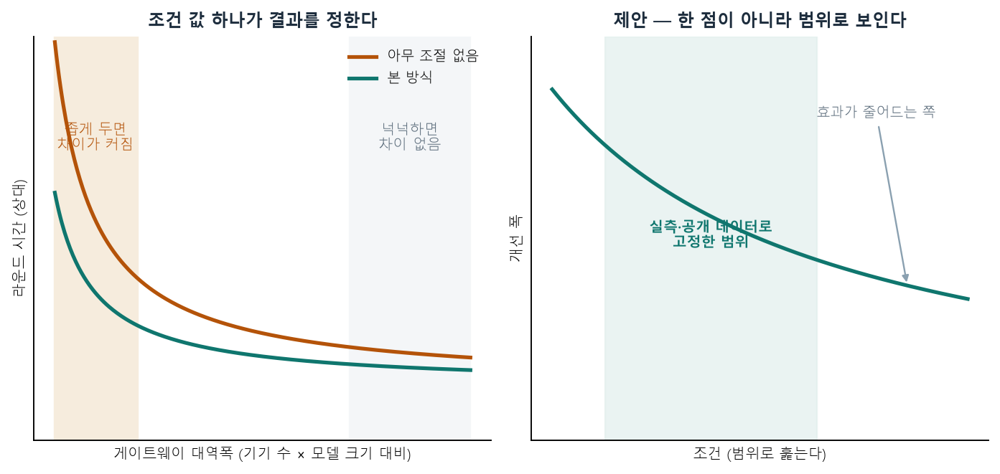 조건 값 하나가 결과를 정한다
아무 조절 없음
본 방식
좁게 두면
차이가 커짐
넉넉하면
차이 없음
라운드 시간 (상대)
게이트웨이 대역폭 (기기 수 × 모델 크기 대비)
제안 — 한 점이 아니라 범위로 보인다
효과가 줄어드는 쪽
실측·공개 데이터로
고정한 범위
개선 폭
조건 (범위로 훑는다)